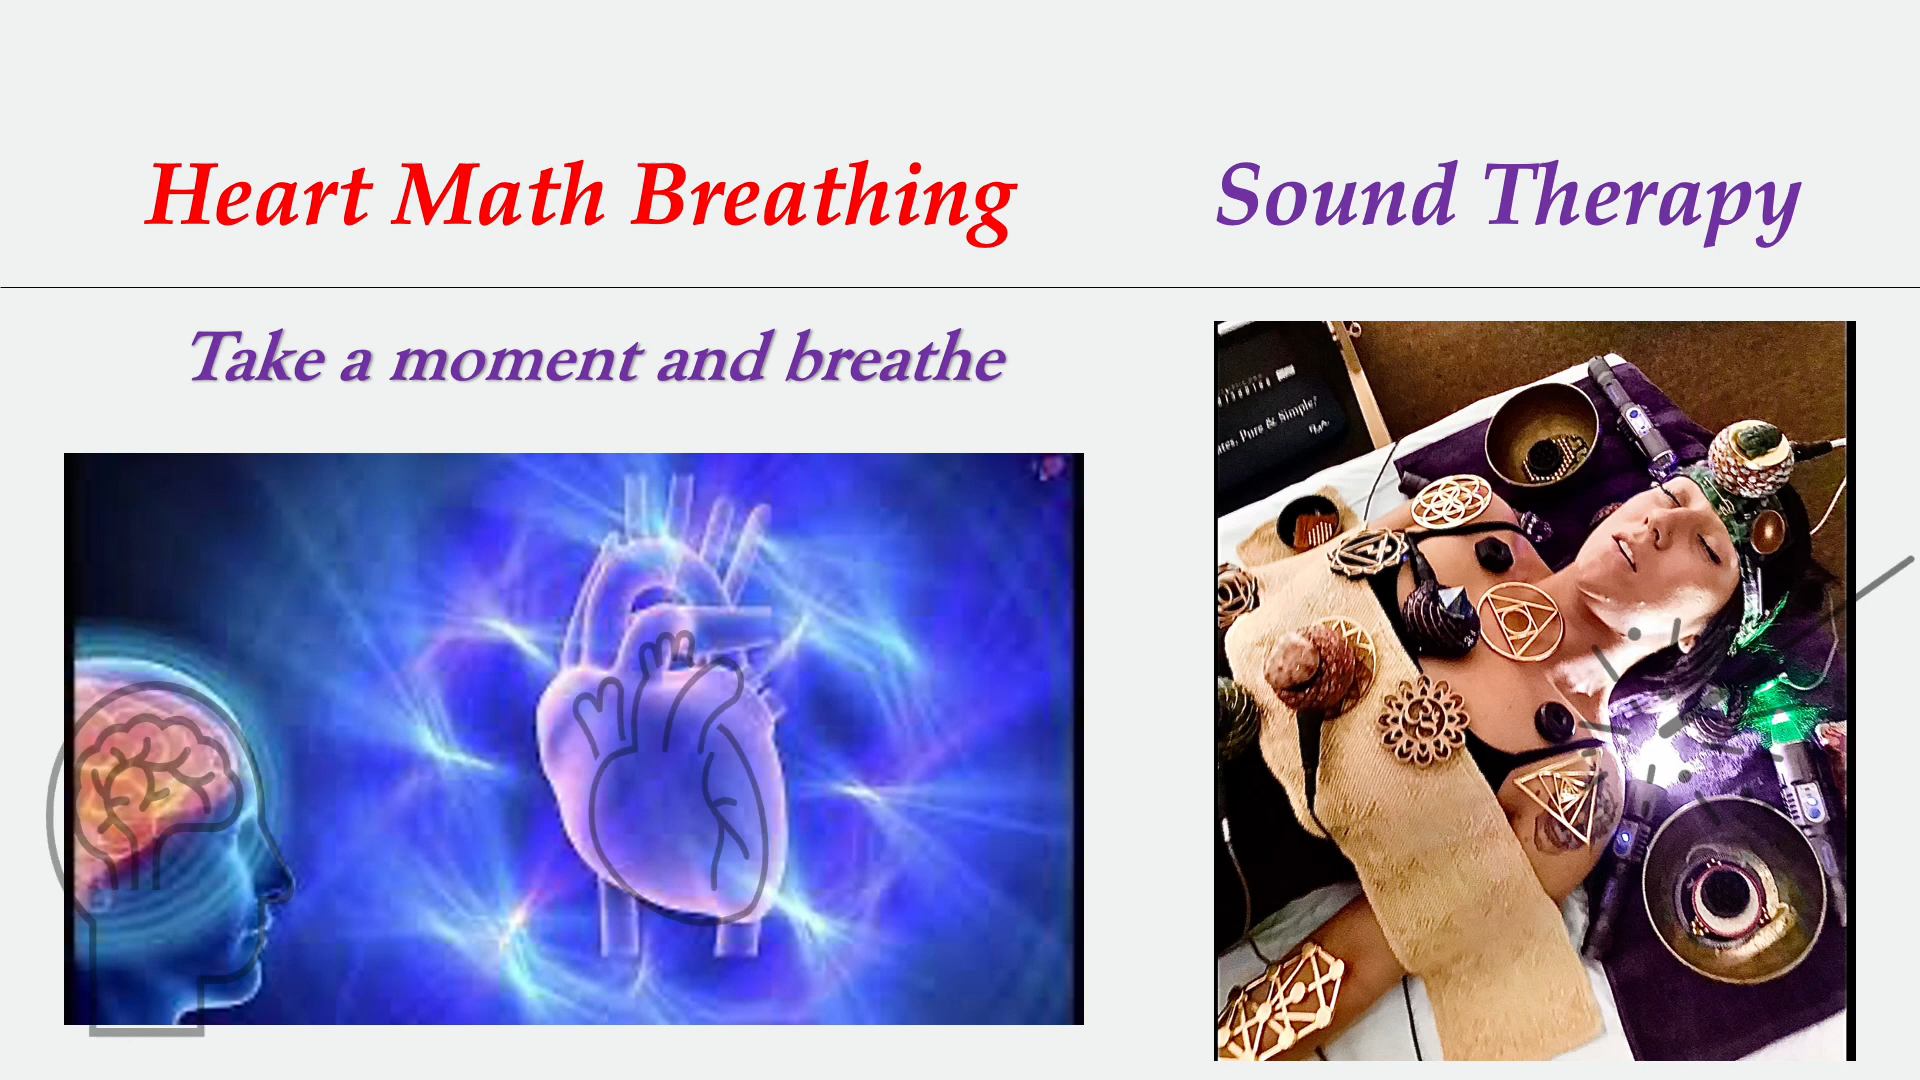 Heart Math Breathing
Sound Therapy
Take a moment and breathe
Pure & Simple?